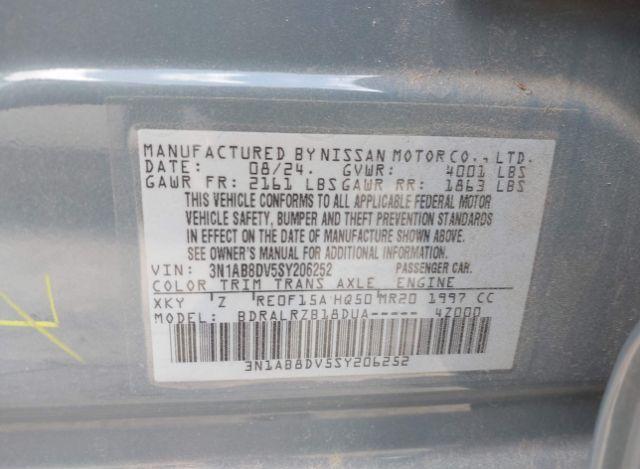 MANUFACTURED BY NISSAN MOTOR CO., LTD.
DATE: 08/24. GVWR: 4001 LBS
GAWR FR: 2161 LBS GAWR RR: 1863 LBS
THIS VEHICLE CONFORMS TO ALL APPLICABLE FEDERAL MOTOR
VEHICLE SAFETY, BUMPER AND THEFT PREVENTION STANDARDS
IN EFFECT ON THE DATE OF MANUFACTURE SHOWN ABOVE.
SEE OWNER'S MANUAL FOR ADDITIONAL INFORMATION.
VIN: 3N1AB8DV5SY206252 PASSENGER CAR.
COLOR TRIM TRANS AXLE ENGINE
XKY 'Z 'RE0F15A'HQ50'MR20 1997 CC
MODEL: BDRALRZB18DUA----- 4Z000
3N1AB8DV5SY206252